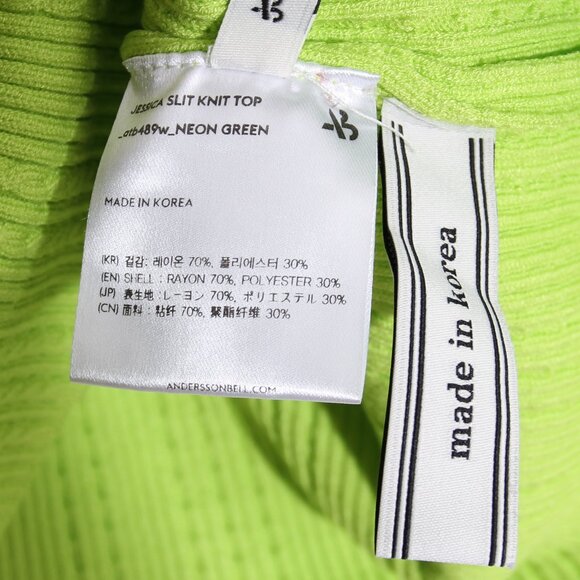 JESSICA SLIT KNIT TOP
_atb489w_NEON GREEN
MADE IN KOREA
(KR) 겉감: 레이온 70%, 폴리에스터 30%
(EN) SHELL : RAYON 70%, POLYESTER 30%
(JP) 表生地 : レーヨン 70%, ポリエステル 30%
(CN) 面料 : 粘纤 70%, 聚酯纤维 30%
ANDERSSONBELL.COM
made in korea